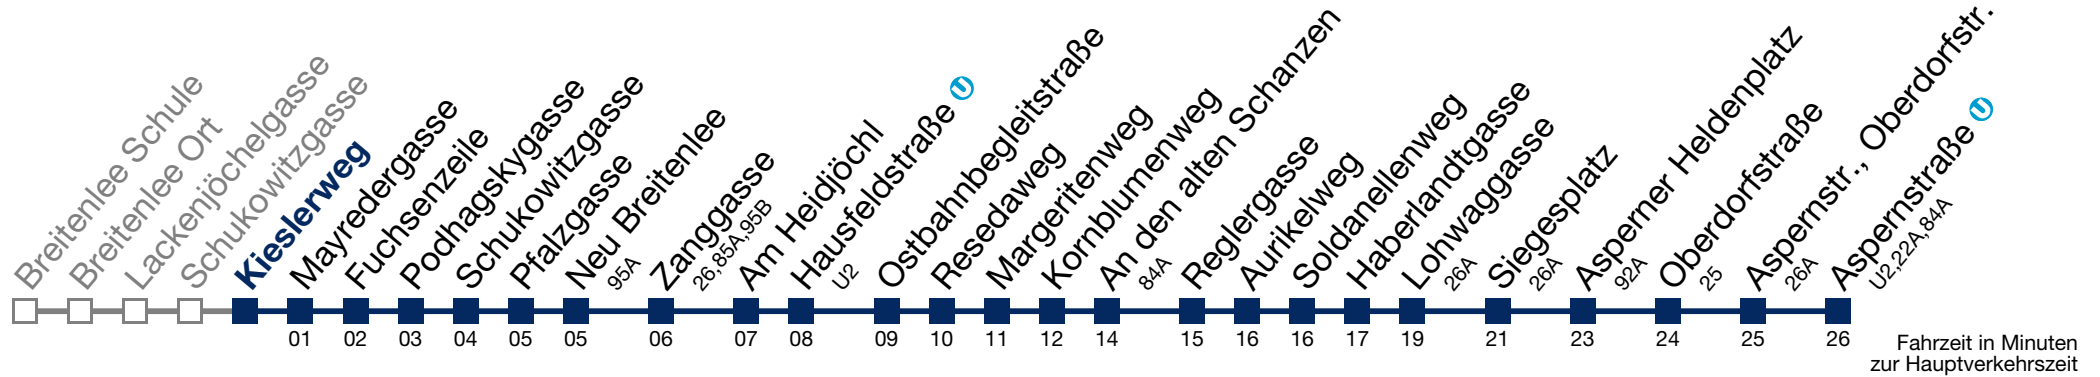 Breitenlee Schule
Breitenlee Ort
Lackenjöchelgasse
Schukowitzgasse
Kieslerweg
Mayredergasse
Fuchsenzeile
Podhagskygasse
Schukowitzgasse
Pfalzgasse
Neu Breitenlee
95A
Zanggasse
26,85A,95B
Am Heidjöchl
Hausfeldstraße U
U2
Ostbahnbegleitstraße
Resedaweg
Margeritenweg
Kornblumenweg
An den alten Schanzen
84A
Reglergasse
Aurikelweg
Soldanellenweg
Haberlandtgasse
Lohwaggasse
26A
Siegesplatz
26A
Asperner Heldenplatz
92A
Oberdorfstraße
25
Aspernstr., Oberdorfstr.
26A
Aspernstraße U
U2,22A,84A
01 02 03 04 05 05 06 07 08 09 10 11 12 14 15 16 16 17 19 21 23 24 25 26
Fahrzeit in Minuten
zur Hauptverkehrszeit